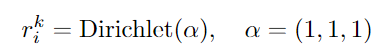 r_i^k = Dirichlet(α),  α = (1, 1, 1)